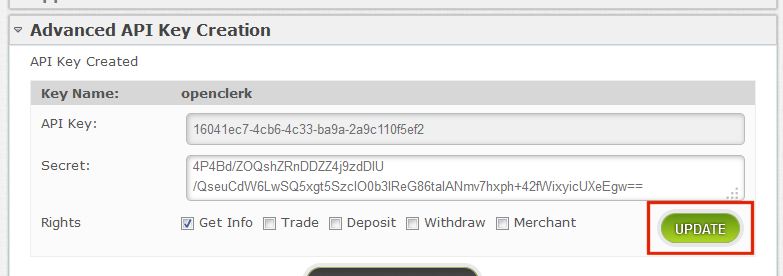 Advanced API Key Creation
API Key Created
Key Name: openclerk
API Key: 16041ec7-4cb6-4c33-ba9a-2a9c110f5ef2
Secret: 4P4Bd/ZOQshZRnDDZZ4j9zdDIU
/QseuCdW6LwSQ5xgt5SzcIO0b3IReG86talANmv7hxph+42fWixyicUXeEgw==
Rights Get Info Trade Deposit Withdraw Merchant UPDATE